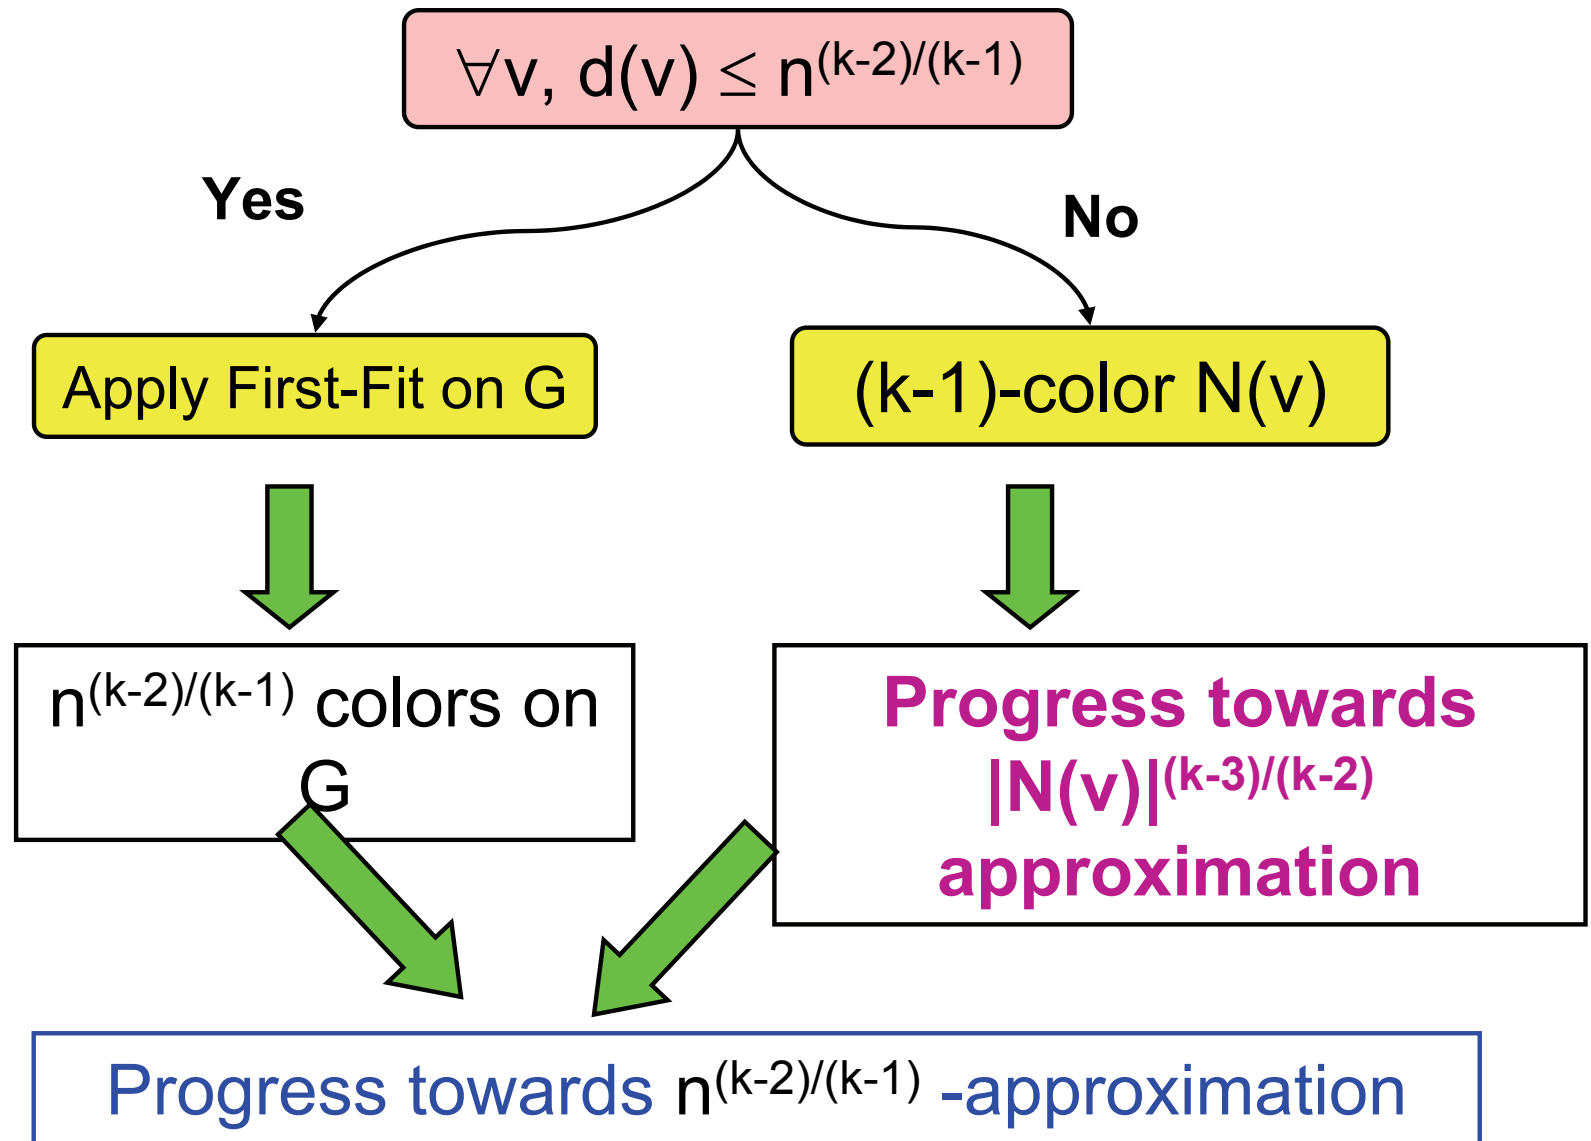 ∀v, d(v) ≤ n^(k-2)/(k-1)
Yes
No
Apply First-Fit on G
(k-1)-color N(v)
n^(k-2)/(k-1) colors on
G
Progress towards
|N(v)|^(k-3)/(k-2)
approximation
Progress towards n^(k-2)/(k-1) -approximation